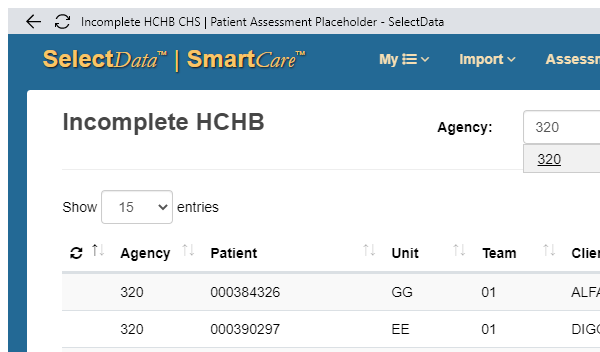 Incomplete HCHB CHS | Patient Assessment Placeholder - SelectData
SelectData™ | SmartCare™ My Import Assessm
Incomplete HCHB Agency: 320
320
Show 15 entries
Agency Patient Unit Team Clie
320 000384326 GG 01 ALFA
320 000390297 EE 01 DIGG